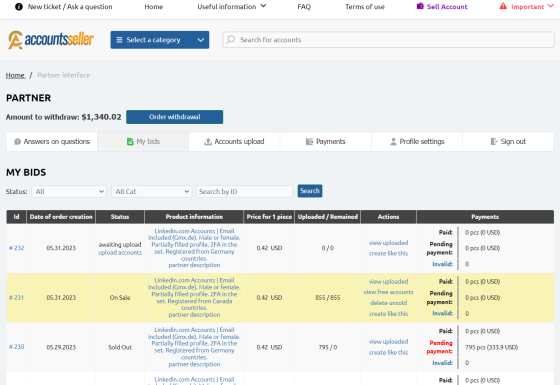 New ticket / Ask a question Home Useful information FAQ Terms of use Sell Account Important
accountsseller Select a category Search for accounts
Home / Partner interface
PARTNER
Amount to withdraw: $1,340.02 Order withdrawal
Answers on questions My bids Accounts upload Payments Profile settings Sign out
MY BIDS
Status: All All Cat Search by ID Search
Id Date of order creation Status Product information Price for 1 piece Uploaded / Remained Actions Payments
# 232 05.31.2023 awaiting upload
upload accounts
Linkedin.com Accounts | Email
included (Gmx.de). Male or female.
Partially filled profile. 2FA in the
set. Registered from Germany
countries.
partner description
0.42 USD 0 / 0
view uploaded
create like this
Paid: 0 pcs (0 USD)
Pending payment: 0 pcs (0 USD)
Invalid: 0
# 231 05.31.2023 On Sale
Linkedin.com Accounts | Email
included (Gmx.de). Male or female.
Partially filled profile. 2FA in the
set. Registered from Canada
countries.
partner description
0.42 USD 855 / 855
view uploaded
view free accounts
delete unsold
create like this
Paid: 0 pcs (0 USD)
Pending payment: 0 pcs (0 USD)
Invalid: 0
# 230 05.29.2023 Sold Out
Linkedin.com Accounts | Email
included (Gmx.de). Male or female.
Partially filled profile. 2FA in the
set. Registered from Germany
countries.
partner description
0.42 USD 795 / 0
view uploaded
create like this
Paid: 0 pcs (0 USD)
Pending payment: 795 pcs (333.9 USD)
Invalid: 0
Linkedin.com Accounts | Email
Paid: 0 pcs (0 USD)